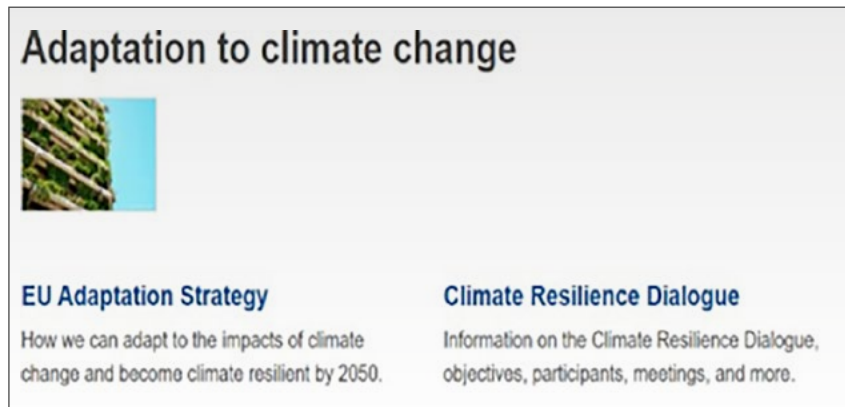 Adaptation to climate change
EU Adaptation Strategy
How we can adapt to the impacts of climate
change and become climate resilient by 2050.
Climate Resilience Dialogue
Information on the Climate Resilience Dialogue,
objectives, participants, meetings, and more.